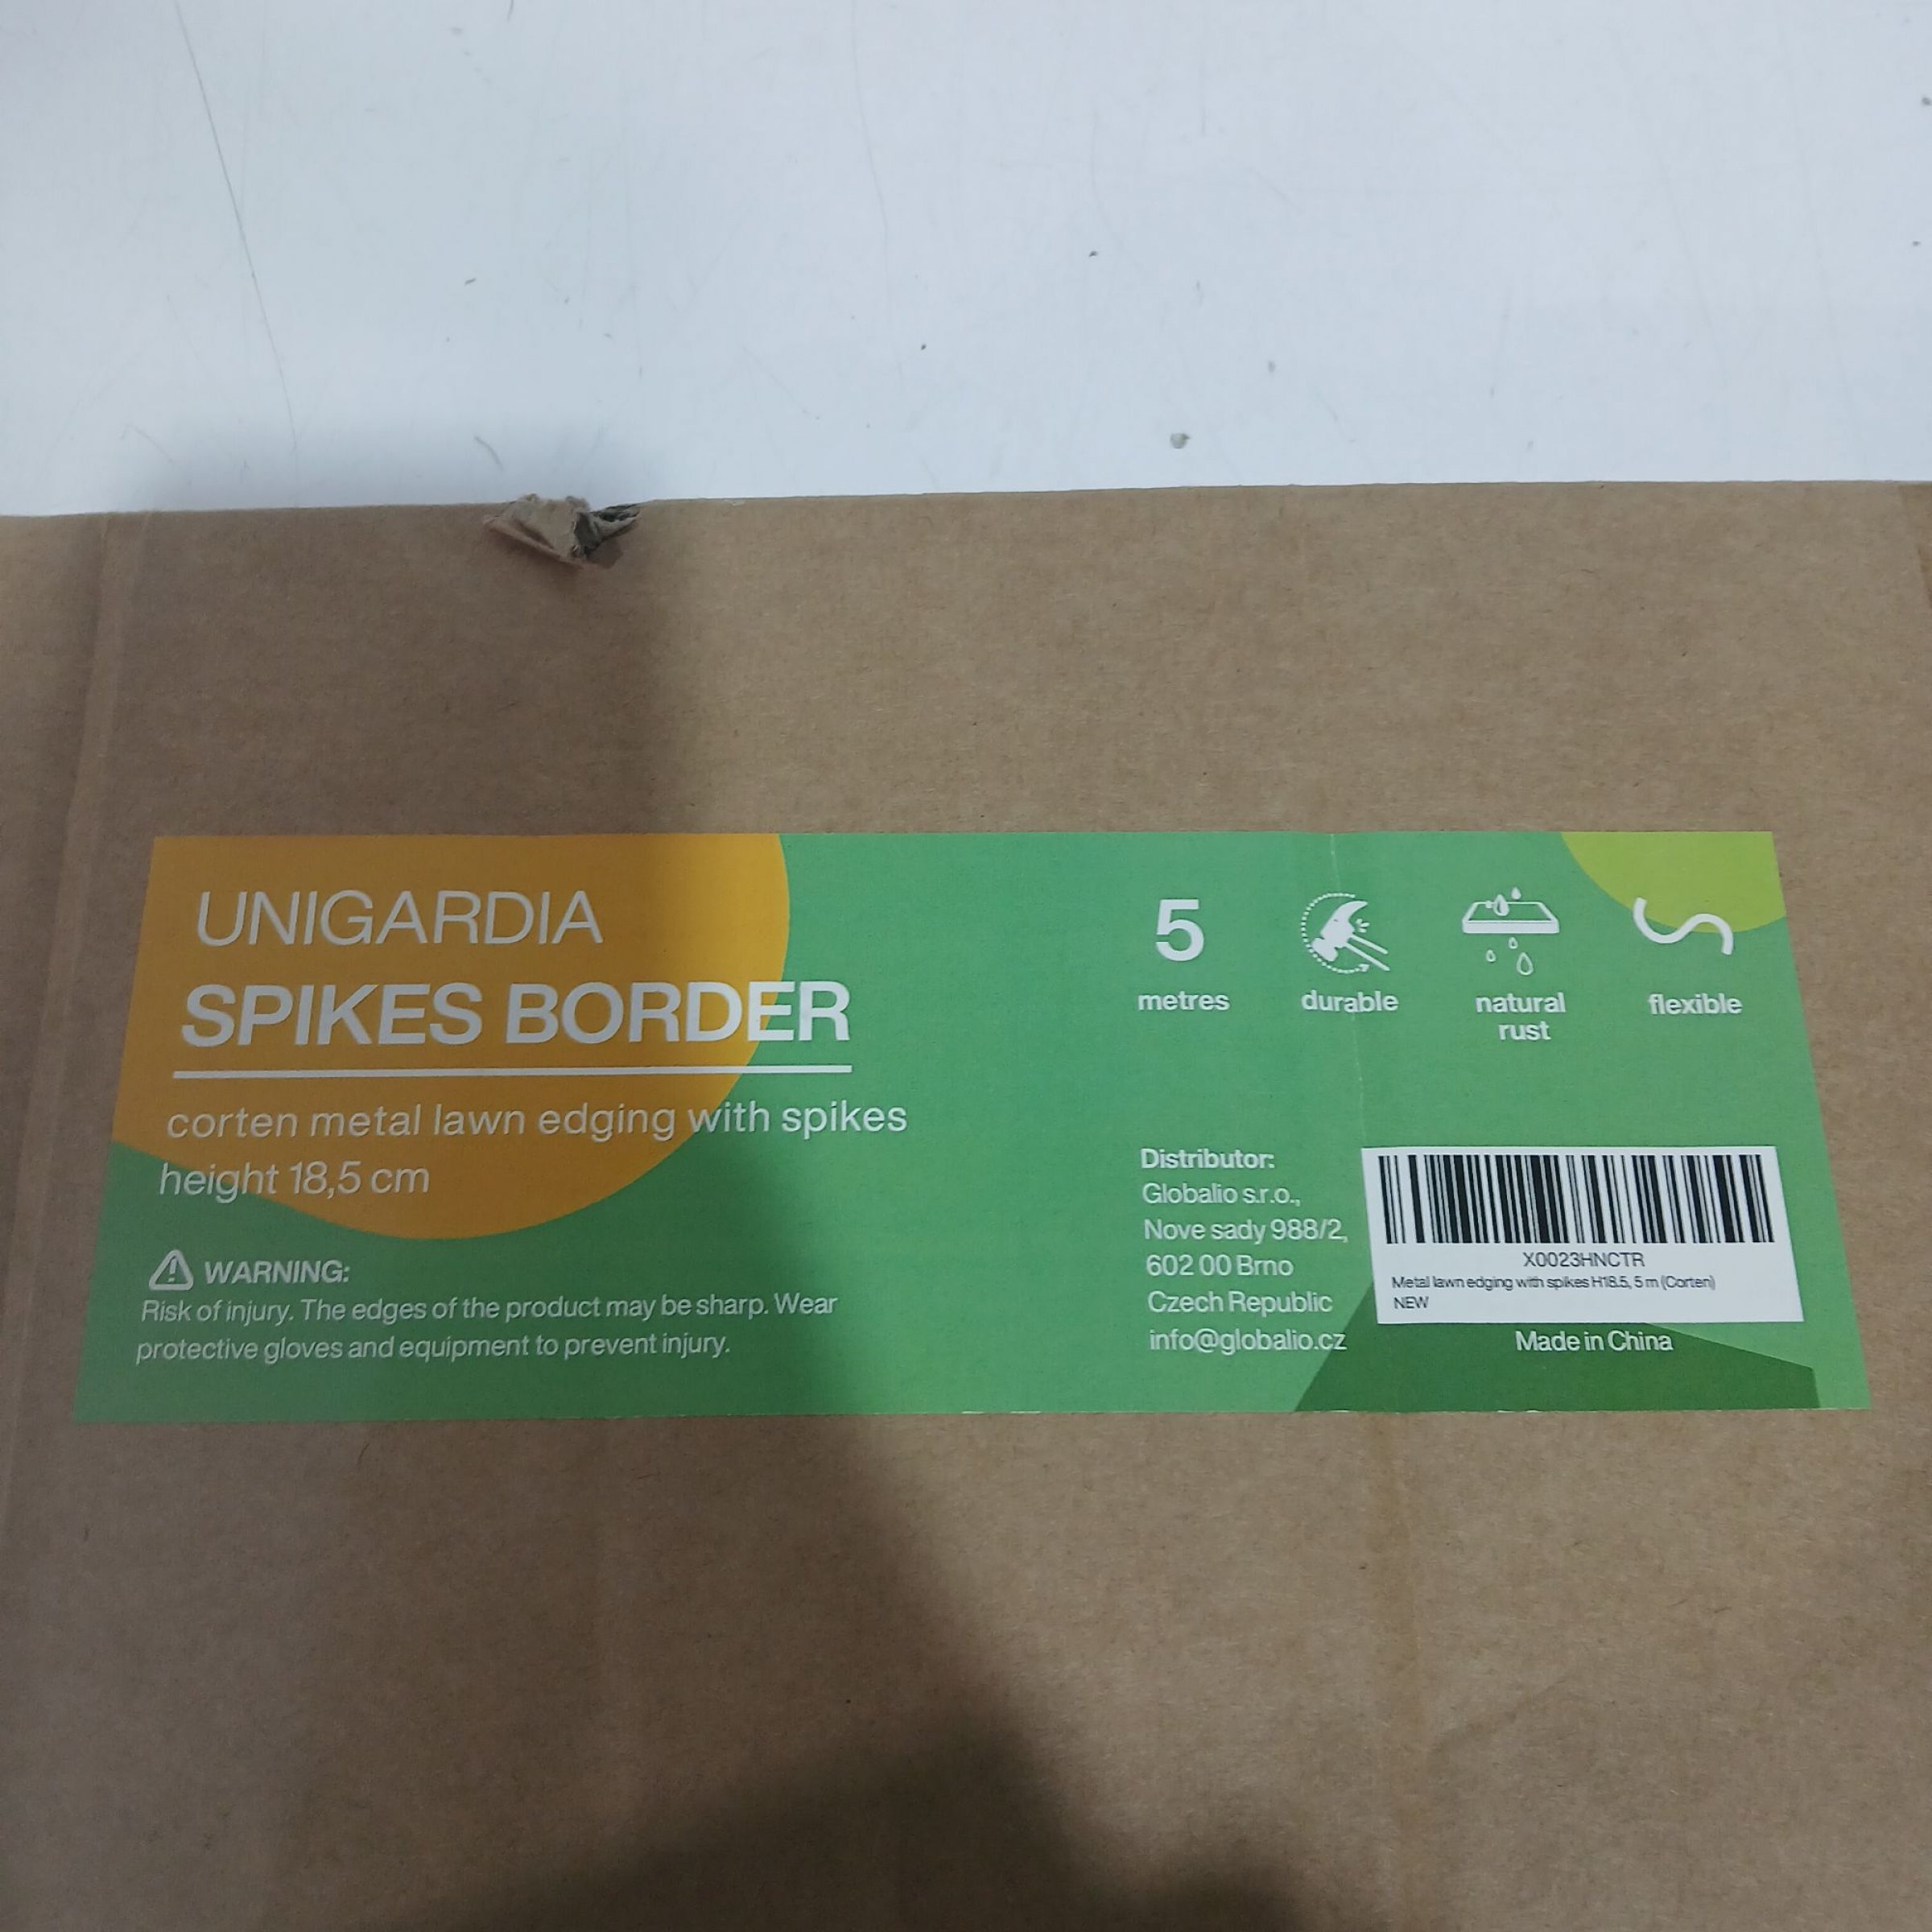 UNIGARDIA
SPIKES BORDER
corten metal lawn edging with spikes
height 18,5 cm
WARNING:
Risk of injury. The edges of the product may be sharp. Wear
protective gloves and equipment to prevent injury.
5
metres
durable
natural
rust
flexible
Distributor:
Globalio s.r.o.,
Nove sady 988/2,
602 00 Brno
Czech Republic
info@globalio.cz
X0023HNCTR
Metal lawn edging with spikes H18.5, 5 m (Corten)
NEW
Made in China